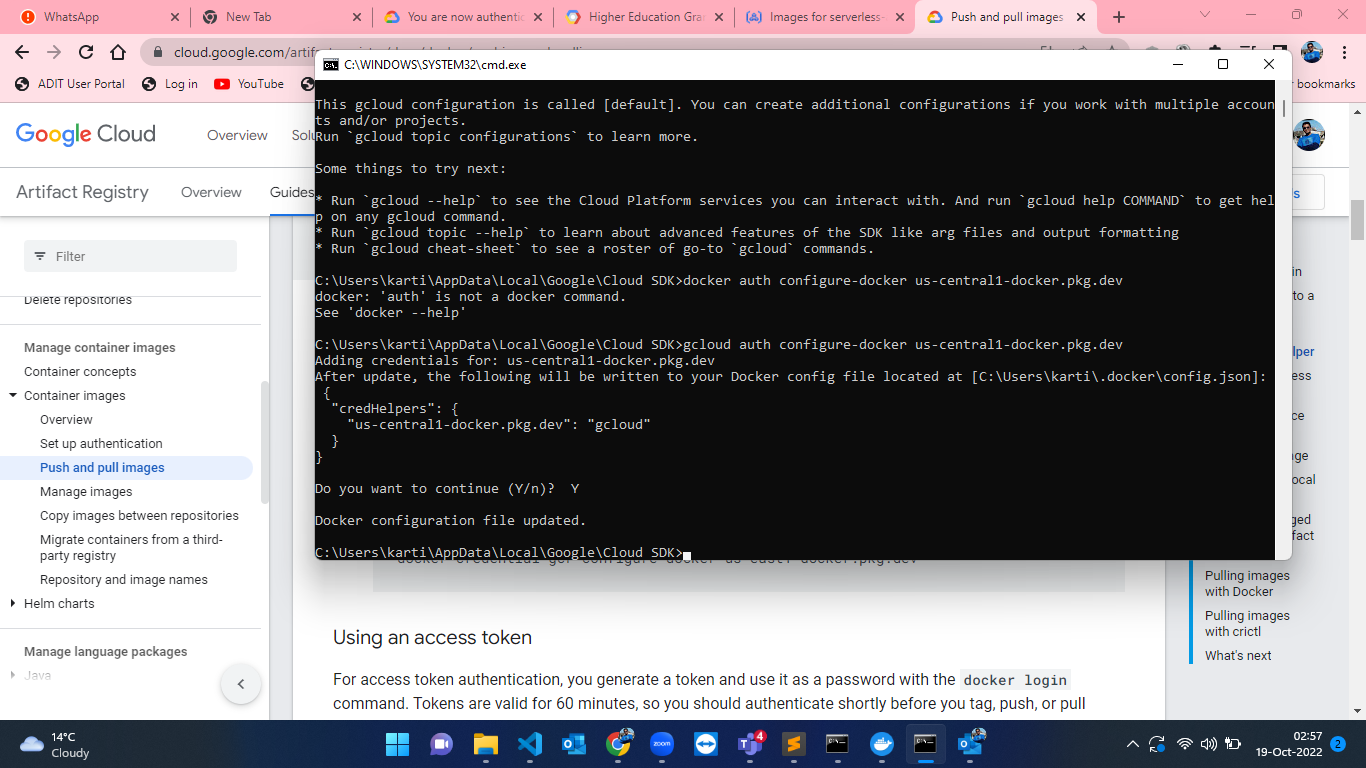 WhatsApp
New Tab
You are now authentic
Higher Education Gra
Images for serverless-
Push and pull images
cloud.google.com/artif
ADIT User Portal
Log in
YouTube
r bookmarks
C:\WINDOWS\SYSTEM32\cmd.exe
This gcloud configuration is called [default]. You can create additional configurations if you work with multiple accoun
ts and/or projects.
Run `gcloud topic configurations` to learn more.
Some things to try next:
* Run `gcloud --help` to see the Cloud Platform services you can interact with. And run `gcloud help COMMAND` to get hel
p on any gcloud command.
* Run `gcloud topic --help` to learn about advanced features of the SDK like arg files and output formatting
* Run `gcloud cheat-sheet` to see a roster of go-to `gcloud` commands.
C:\Users\karti\AppData\Local\Google\Cloud SDK>docker auth configure-docker us-central1-docker.pkg.dev
docker: 'auth' is not a docker command.
See 'docker --help'
C:\Users\karti\AppData\Local\Google\Cloud SDK>gcloud auth configure-docker us-central1-docker.pkg.dev
Adding credentials for: us-central1-docker.pkg.dev
After update, the following will be written to your Docker config file located at [C:\Users\karti\.docker\config.json]:
{
"credHelpers": {
"us-central1-docker.pkg.dev": "gcloud"
}
}
Do you want to continue (Y/n)? Y
Docker configuration file updated.
C:\Users\karti\AppData\Local\Google\Cloud SDK>
Google Cloud
Overview
Solu
Artifact Registry
Overview
Guides
Filter
Delete repositories
Manage container images
Container concepts
Container images
Overview
Set up authentication
Push and pull images
Manage images
Copy images between repositories
Migrate containers from a third-
party registry
Repository and image names
Helm charts
Manage language packages
Java
Using an access token
For access token authentication, you generate a token and use it as a password with the docker login
command. Tokens are valid for 60 minutes, so you should authenticate shortly before you tag, push, or pull
in
to a
elper
ess
ce
ge
ocal
ged
fact
Pulling images
with Docker
Pulling images
with crictl
What's next
14°C
Cloudy
zoom
4
02:57
19-Oct-2022
2